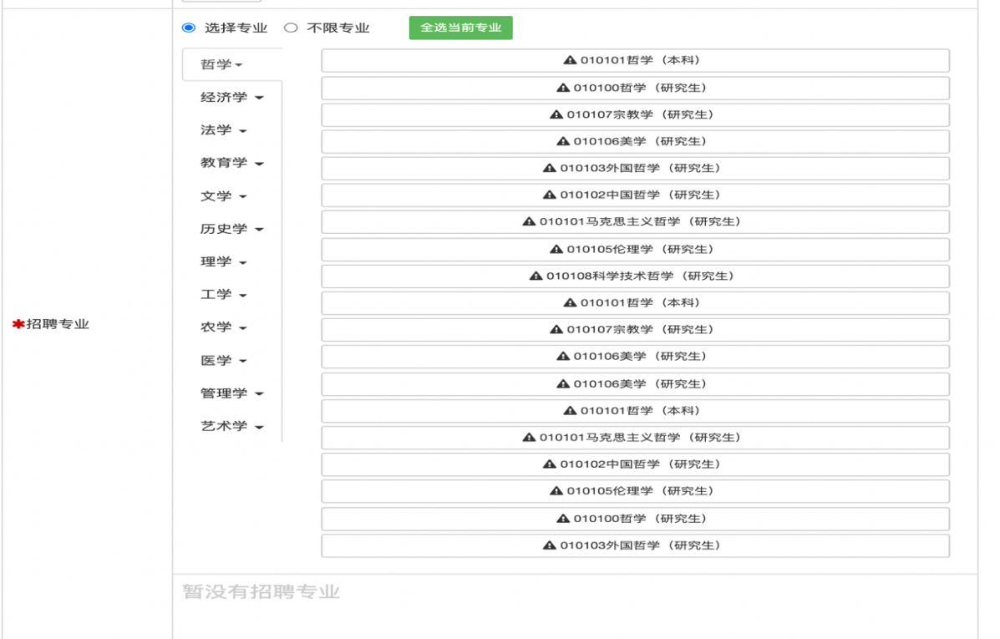 选择专业 不限专业 全选当前专业
哲学
经济学
法学
教育学
文学
历史学
理学
工学
农学
医学
管理学
艺术学
010101哲学（本科）
010100哲学（研究生）
010107宗教学（研究生）
010106美学（研究生）
010103外国哲学（研究生）
010102中国哲学（研究生）
010101马克思主义哲学（研究生）
010105伦理学（研究生）
010108科学技术哲学（研究生）
010101哲学（本科）
010107宗教学（研究生）
010106美学（研究生）
010106美学（研究生）
010101哲学（本科）
010101马克思主义哲学（研究生）
010102中国哲学（研究生）
010105伦理学（研究生）
010100哲学（研究生）
010103外国哲学（研究生）
✱招聘专业
暂没有招聘专业